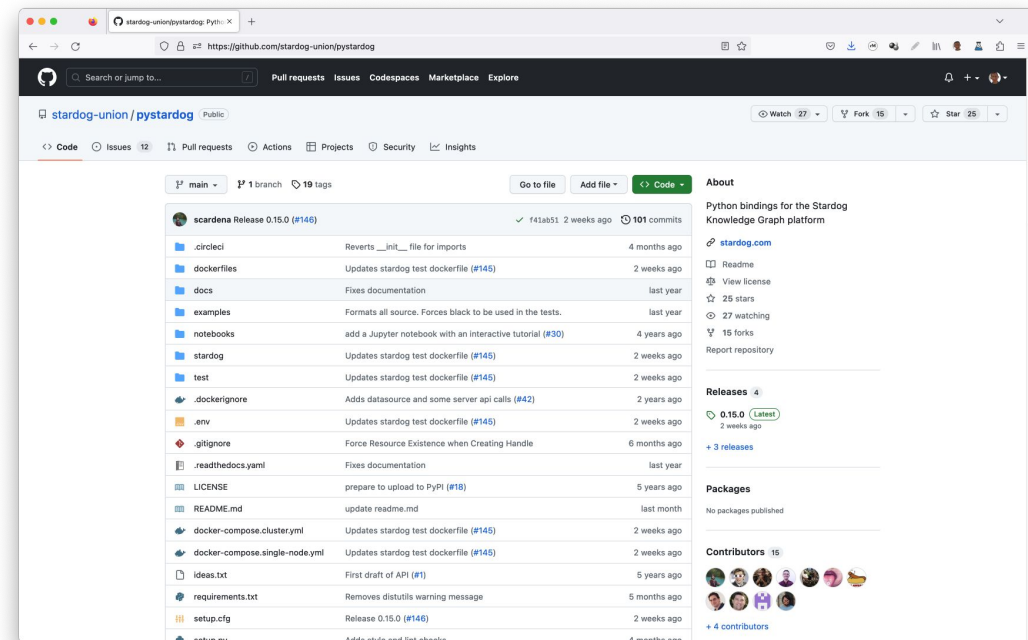 stardog-union/pystardog: Pytho
https://github.com/stardog-union/pystardog
Search or jump to... / Pull requests Issues Codespaces Marketplace Explore
stardog-union / pystardog Public
Watch 27 Fork 15 Star 25
Code Issues 12 Pull requests Actions Projects Security Insights
main 1 branch 19 tags Go to file Add file Code
scardena Release 0.15.0 (#146) f41ab51 2 weeks ago 101 commits
.circleci Reverts __init__ file for imports 4 months ago
dockerfiles Updates stardog test dockerfile (#145) 2 weeks ago
docs Fixes documentation last year
examples Formats all source. Forces black to be used in the tests. last year
notebooks add a Jupyter notebook with an interactive tutorial (#30) 4 years ago
stardog Updates stardog test dockerfile (#145) 2 weeks ago
test Updates stardog test dockerfile (#145) 2 weeks ago
.dockerignore Adds datasource and some server api calls (#42) 2 years ago
.env Updates stardog test dockerfile (#145) 2 weeks ago
.gitignore Force Resource Existence when Creating Handle 6 months ago
.readthedocs.yaml Fixes documentation last year
LICENSE prepare to upload to PyPI (#18) 5 years ago
README.md update readme.md last month
docker-compose.cluster.yml Updates stardog test dockerfile (#145) 2 weeks ago
docker-compose.single-node.yml Updates stardog test dockerfile (#145) 2 weeks ago
ideas.txt First draft of API (#1) 5 years ago
requirements.txt Removes distutils warning message 5 months ago
setup.cfg Release 0.15.0 (#146) 2 weeks ago
setup.py Adds style and lint checks 4 months ago
About
Python bindings for the Stardog
Knowledge Graph platform
stardog.com
Readme
View license
25 stars
27 watching
15 forks
Report repository
Releases 4
0.15.0 Latest
2 weeks ago
+ 3 releases
Packages
No packages published
Contributors 15
+ 4 contributors